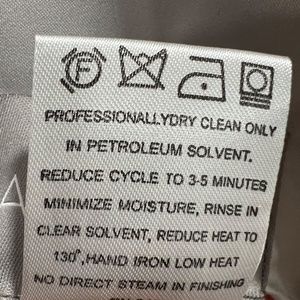 F
PROFESSIONALLYDRY CLEAN ONLY
IN PETROLEUM SOLVENT.
REDUCE CYCLE TO 3-5 MINUTES
MINIMIZE MOISTURE, RINSE IN
CLEAR SOLVENT, REDUCE HEAT TO
130°,HAND IRON LOW HEAT
NO DIRECT STEAM IN FINISHING